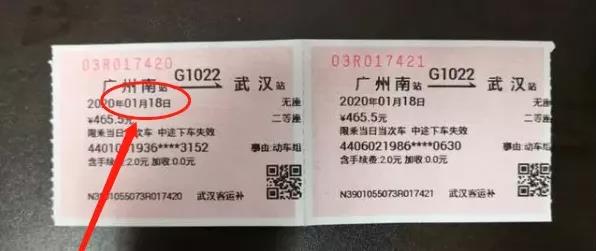 03R017420
广州南站 G1022 武汉站
2020年01月18日 无座
¥465.5元 二等座
限乘当日当次车 中途下车失效
4401021936****3152 事由:动车组
含手续费:2.0元 加收:0.0元
N3901055073R017420 武汉客运补
03R017421
广州南站 G1022 武汉站
2020年01月18日 无座
¥465.5元 二等座
限乘当日当次车 中途下车失效
4406021986****0630 事由:动车组
含手续费:2.0元 加收:0.0元
N3901055073R017421 武汉客运补